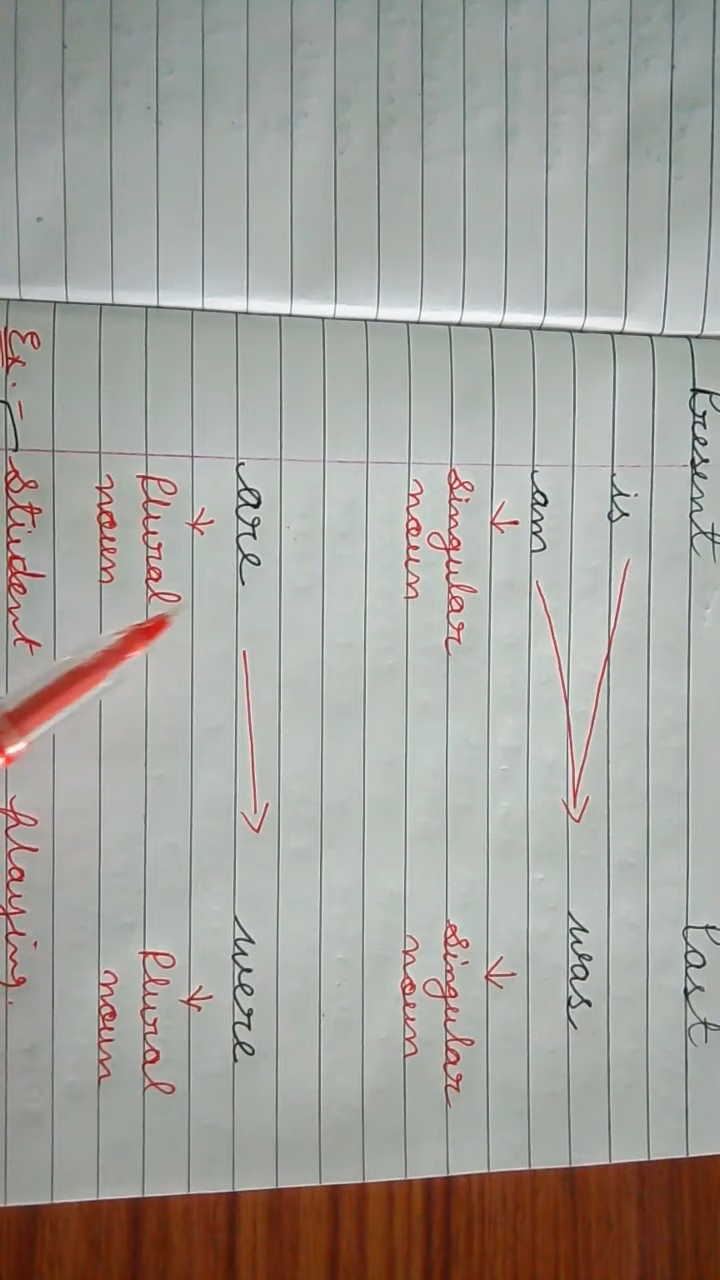 Present Past
is
was
am
↓ ↓
Singular Singular
noun noun
are were
↓ ↓
Plural Plural
noun noun
Ex:- Student playing.